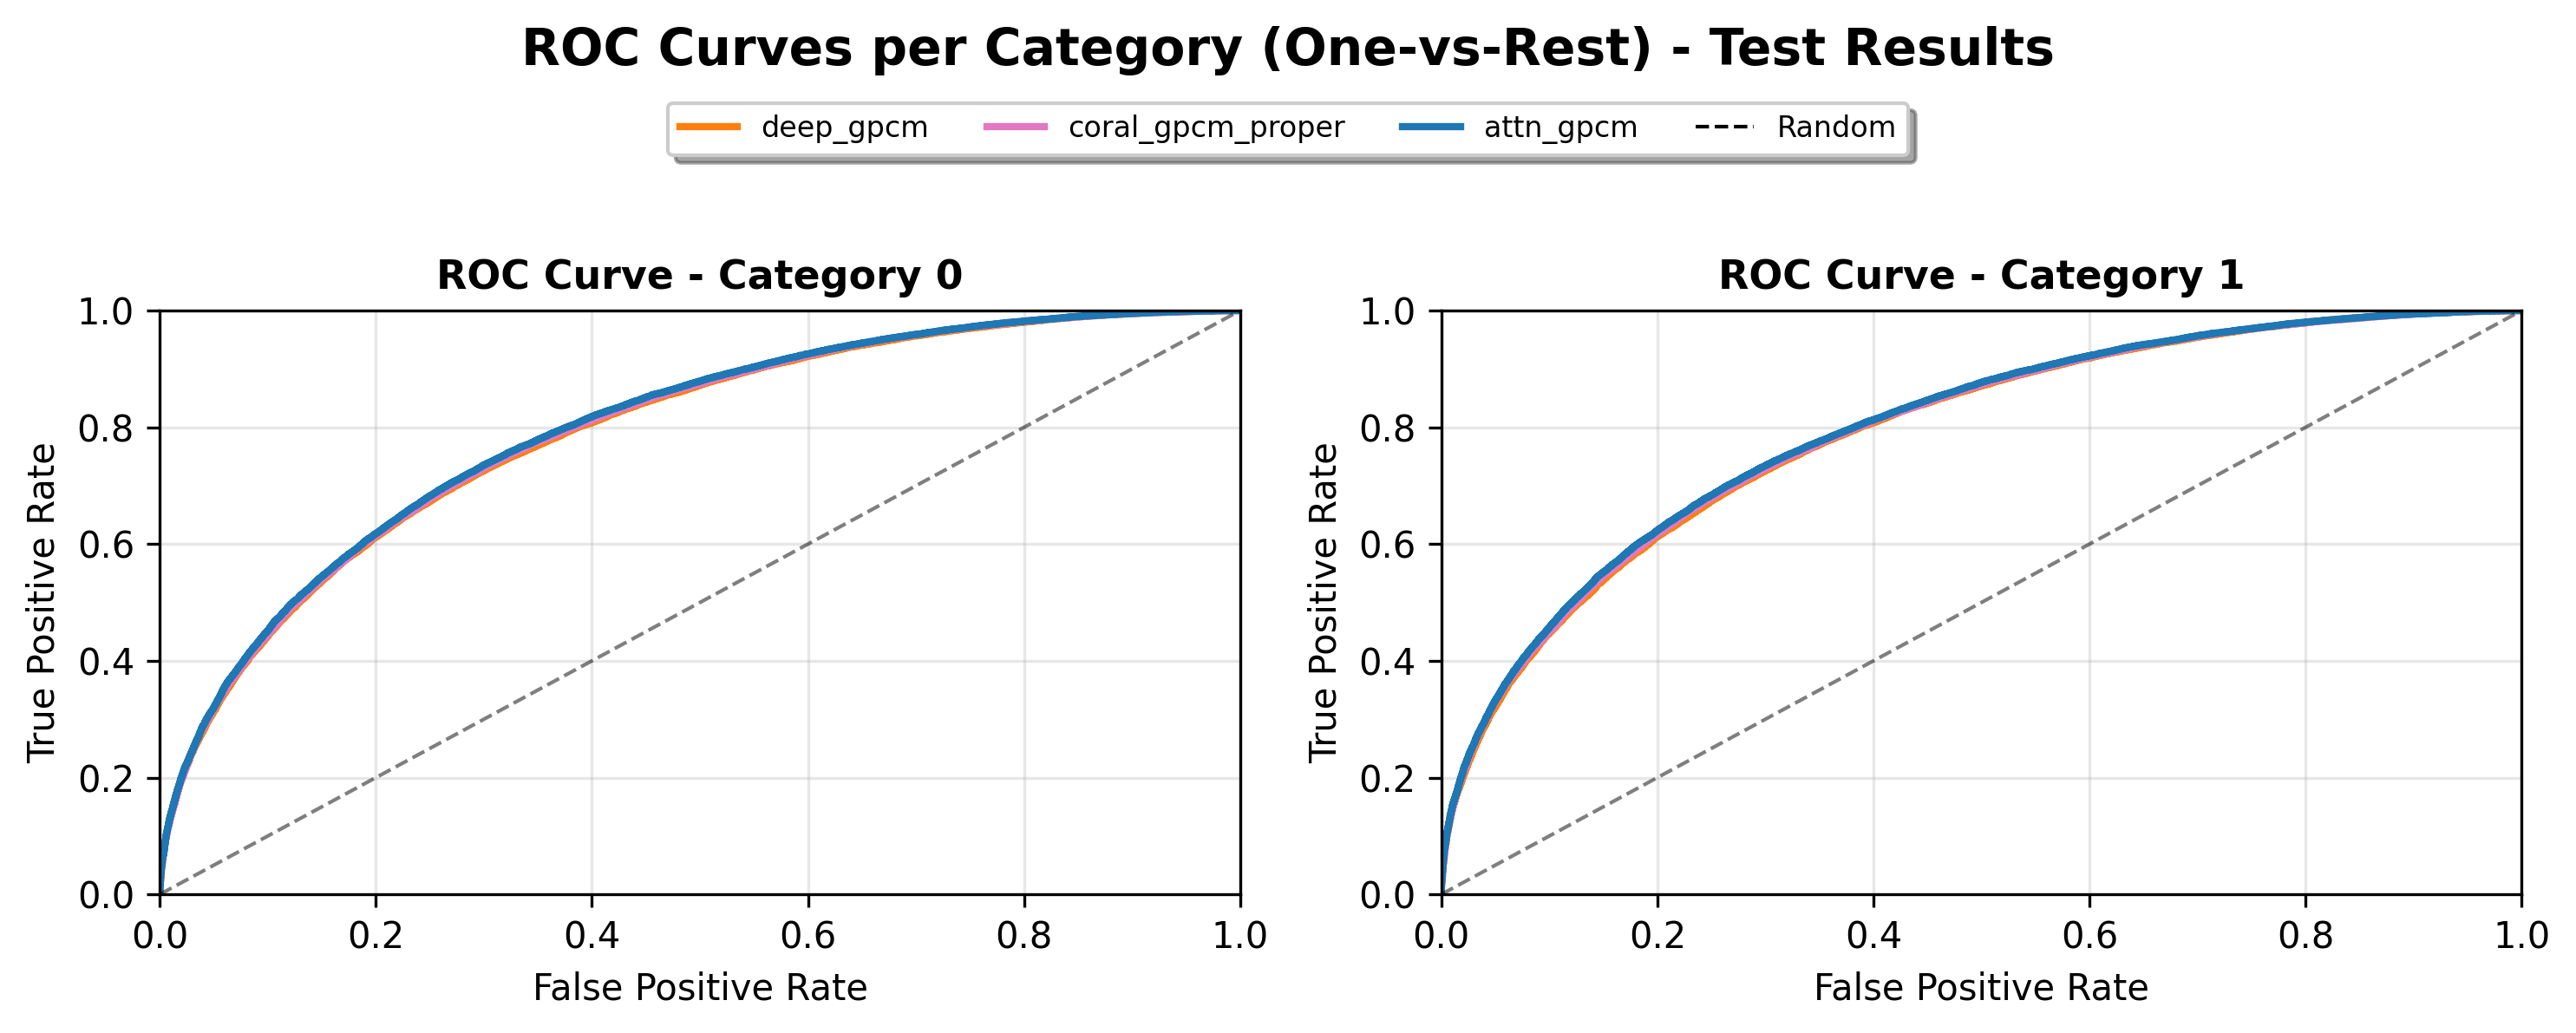 ROC Curves per Category (One-vs-Rest) - Test Results
deep_gpcm coral_gpcm_proper attn_gpcm Random
ROC Curve - Category 0
True Positive Rate
1.0
0.8
0.6
0.4
0.2
0.0
0.0 0.2 0.4 0.6 0.8 1.0
False Positive Rate
ROC Curve - Category 1
True Positive Rate
1.0
0.8
0.6
0.4
0.2
0.0
0.0 0.2 0.4 0.6 0.8 1.0
False Positive Rate